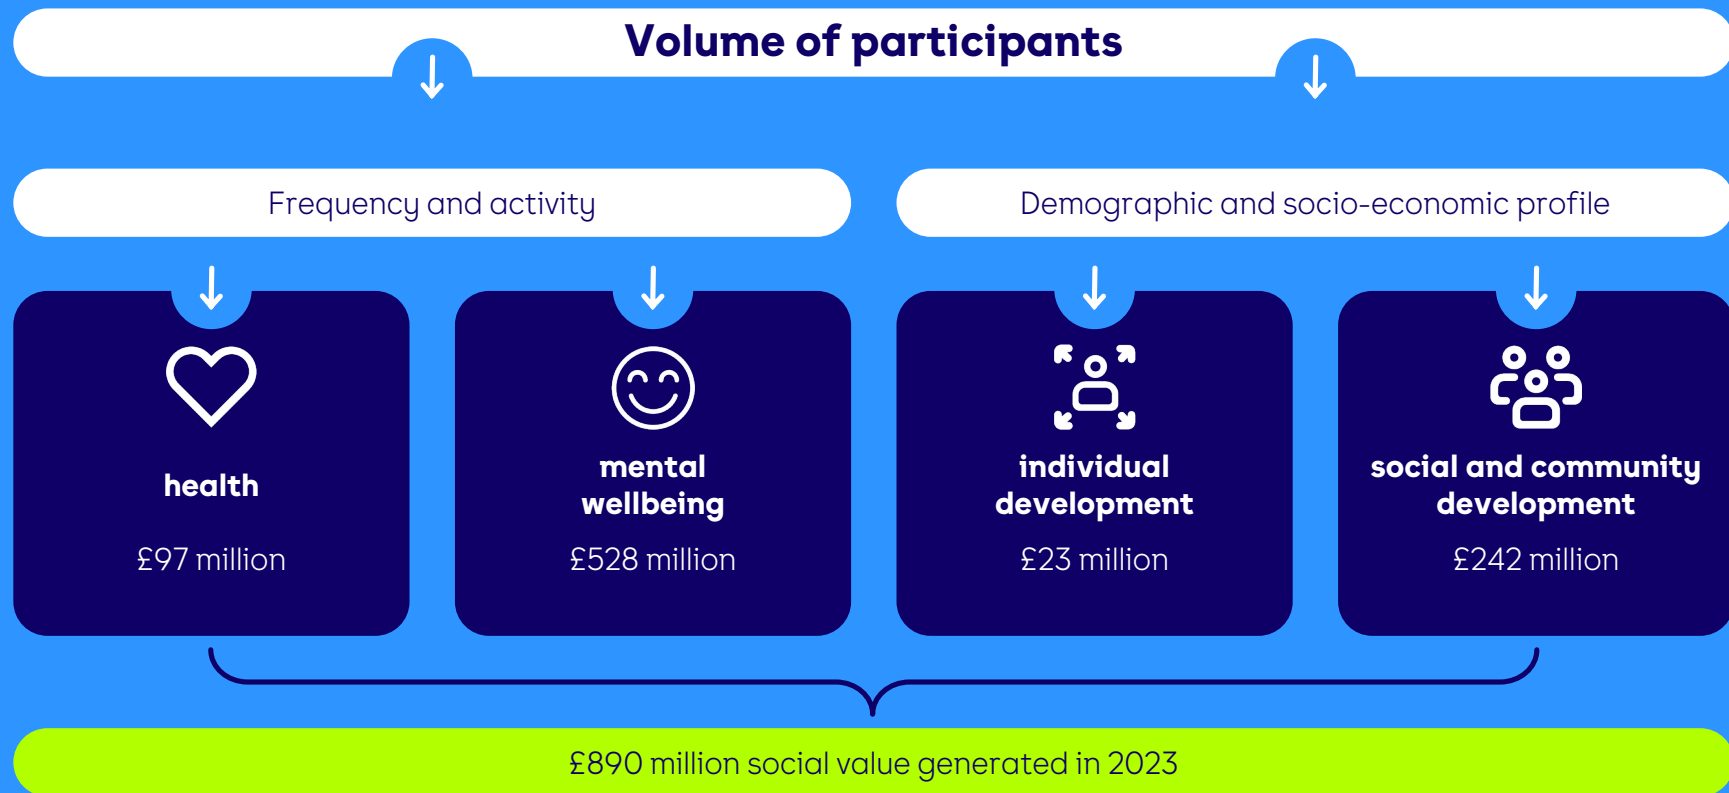 Volume of participants
Frequency and activity
Demographic and socio-economic profile
health
£97 million
mental
wellbeing
£528 million
individual
development
£23 million
social and community
development
£242 million
£890 million social value generated in 2023